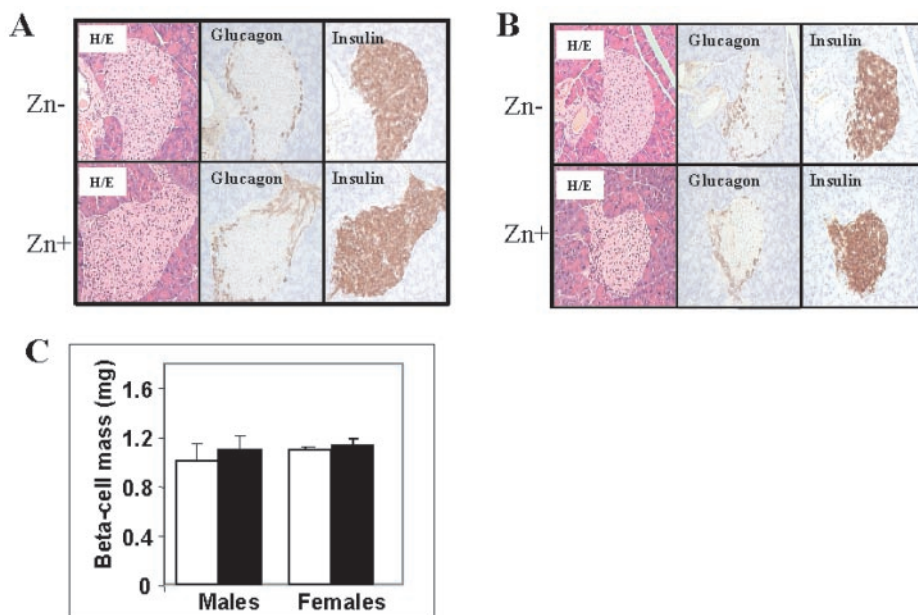 A
H/E Glucagon Insulin
Zn-
H/E Glucagon Insulin
Zn+
B
H/E Glucagon Insulin
Zn-
H/E Glucagon Insulin
Zn+
C
Beta-cell mass (mg)
1.6
1.2
0.8
0.4
0
Males Females